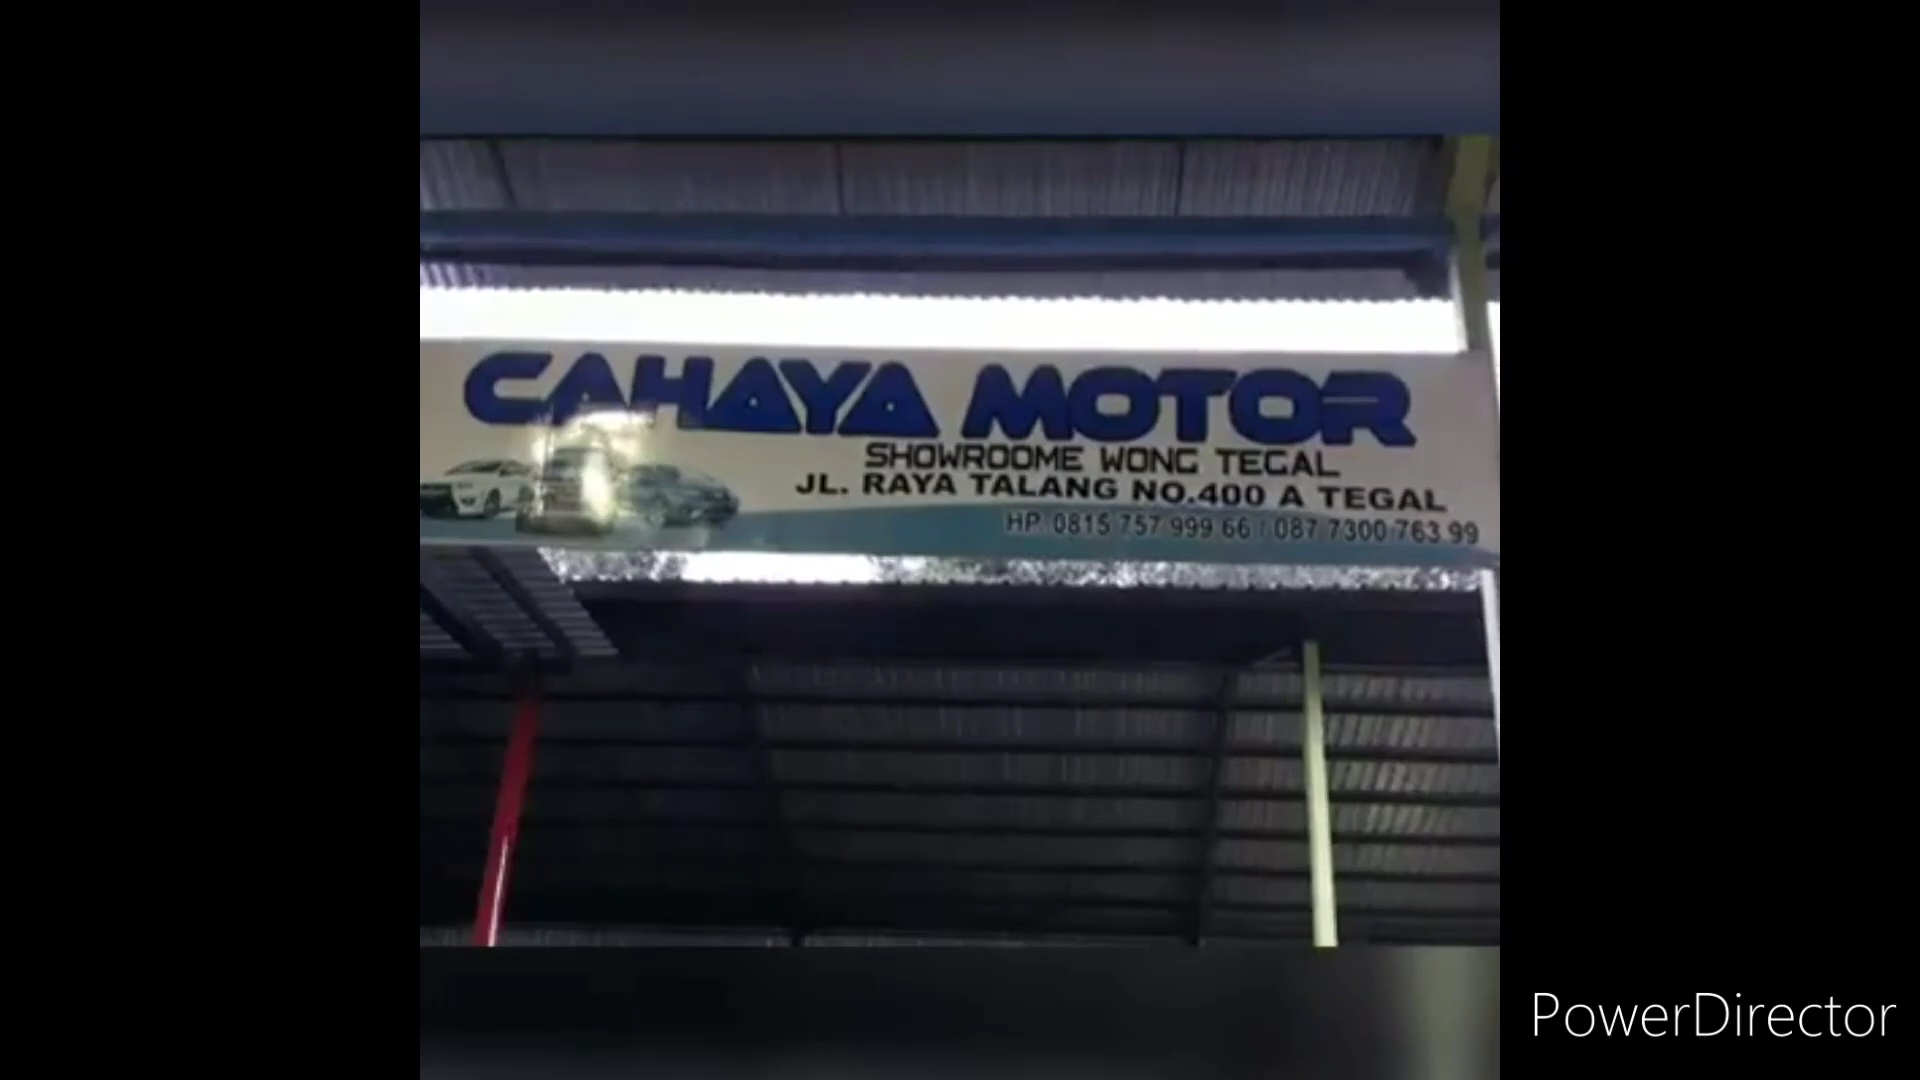 CAHAYA MOTOR
SHOWROOME WONG TEGAL
JL. RAYA TALANG NO.400 A TEGAL
HP. 0815 757 999 66 / 087 7300 763 99
PowerDirector